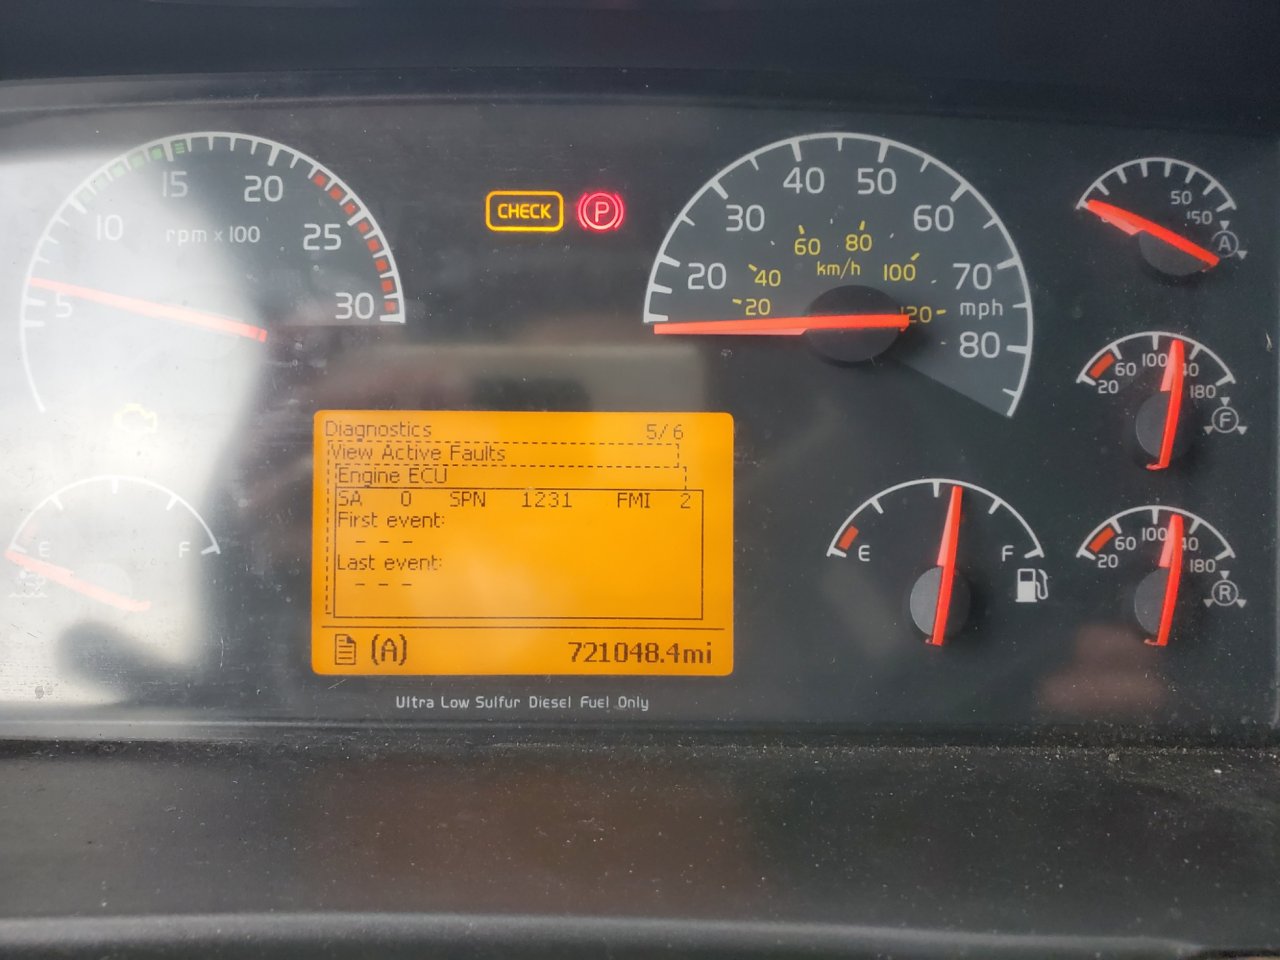 5
10
15
20
25
30
rpm x 100
CHECK
P
20
30
40
50
60
70
80
mph
20
40
60
80
100
120
km/h
50
150
A
20
60
100
180
F
20
60
100
180
R
E
F
E
F
Diagnostics 5/6
View Active Faults
Engine ECU
SA 0 SPN 1231 FMI 2
First event:
- - -
Last event:
- - -
(A) 721048.4mi
Ultra Low Sulfur Diesel Fuel Only